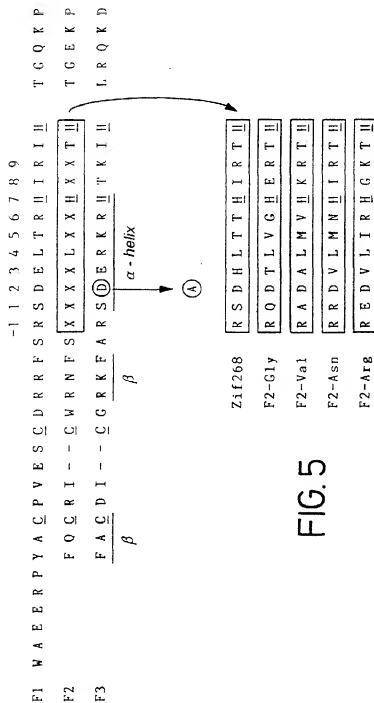 -1 1 2 3 4 5 6 7 8 9
F1 W A E E R P Y A C P V E S C D R R F S R S D E L T R H I R I H T G Q K P
F2 F Q C R I - - C W R N F S X X X X L X X H X X T H T G E K P
F3 F A C D I - - C G R K F A R S D E R K R H T K I H L R Q K D
β β α-helix
A
Zif268 R S D H L T T H I R T H
F2-Gly R Q D T L V G H E R T H
F2-Val R A D A L M V H K R T H
F2-Asn R R D V L M N H I R T H
F2-Arg R E D V L I R H G K T H
FIG. 5